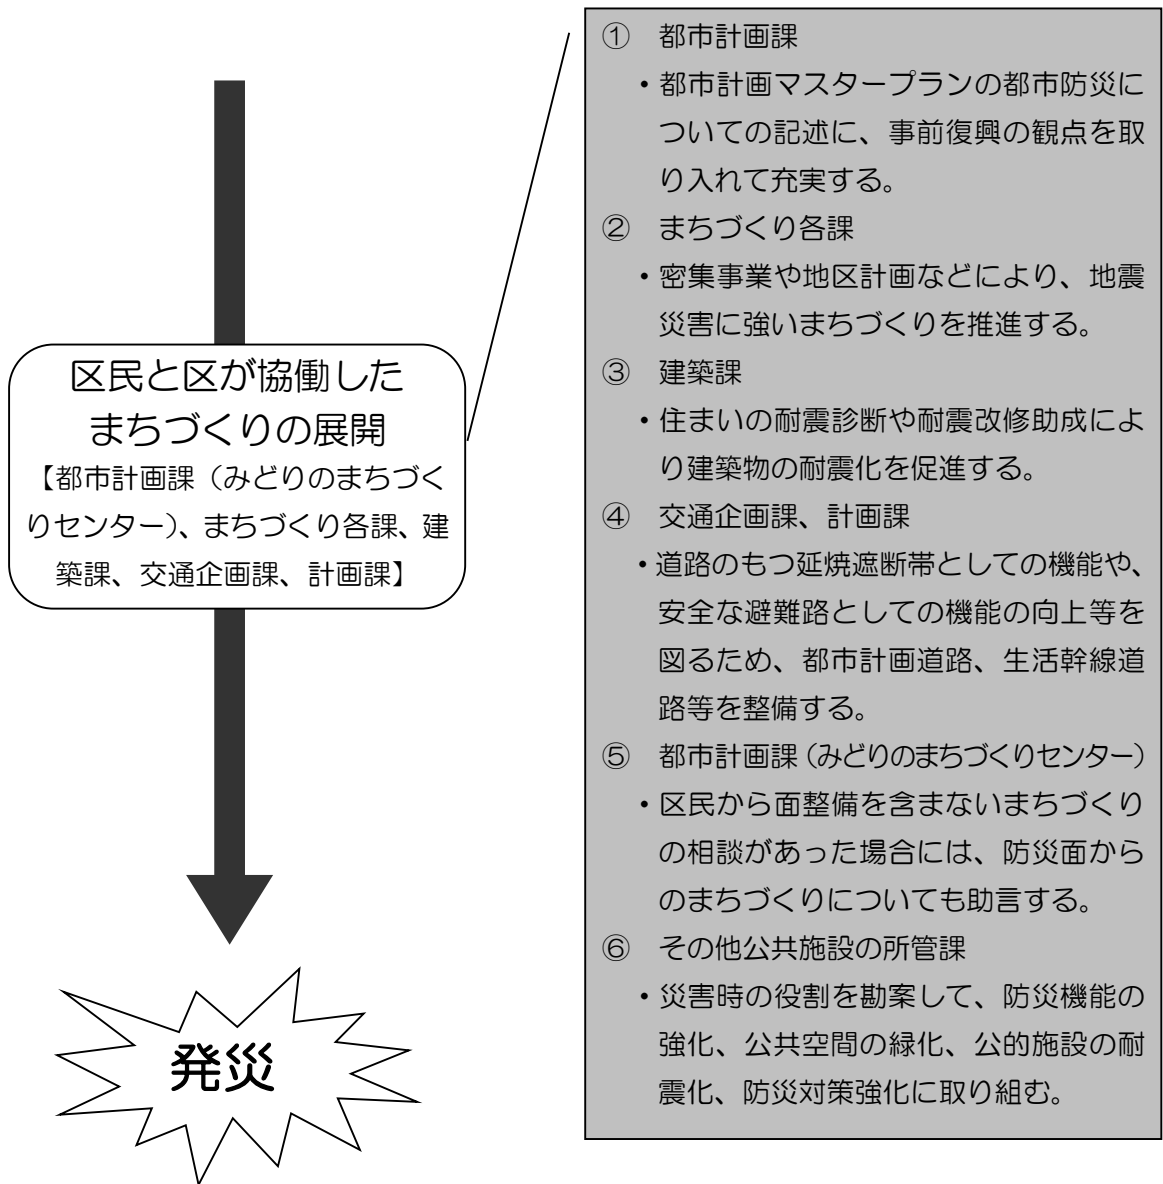 区民と区が協働した
まちづくりの展開
【都市計画課（みどりのまちづく
りセンター）、まちづくり各課、建
築課、交通企画課、計画課】
発災
① 都市計画課
・都市計画マスタープランの都市防災に
ついての記述に、事前復興の観点を取
り入れて充実する。
② まちづくり各課
・密集事業や地区計画などにより、地震
災害に強いまちづくりを推進する。
③ 建築課
・住まいの耐震診断や耐震改修助成によ
り建築物の耐震化を促進する。
④ 交通企画課、計画課
・道路のもつ延焼遮断帯としての機能や、
安全な避難路としての機能の向上等を
図るため、都市計画道路、生活幹線道
路等を整備する。
⑤ 都市計画課（みどりのまちづくりセンター）
・区民から面整備を含まないまちづくり
の相談があった場合には、防災面から
のまちづくりについても助言する。
⑥ その他公共施設の所管課
・災害時の役割を勘案して、防災機能の
強化、公共空間の緑化、公的施設の耐
震化、防災対策強化に取り組む。